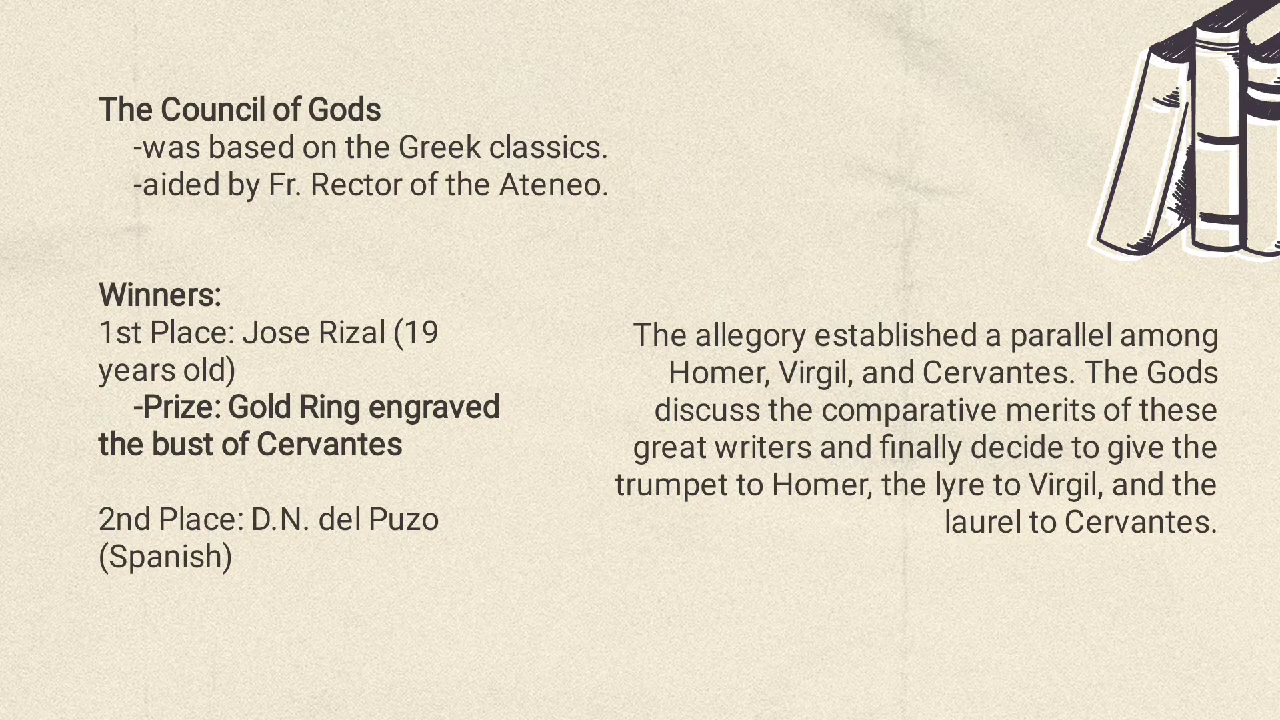 The Council of Gods
-was based on the Greek classics.
-aided by Fr. Rector of the Ateneo.
Winners:
1st Place: Jose Rizal (19
years old)
-Prize: Gold Ring engraved
the bust of Cervantes
2nd Place: D.N. del Puzo
(Spanish)
The allegory established a parallel among
Homer, Virgil, and Cervantes. The Gods
discuss the comparative merits of these
great writers and finally decide to give the
trumpet to Homer, the lyre to Virgil, and the
laurel to Cervantes.